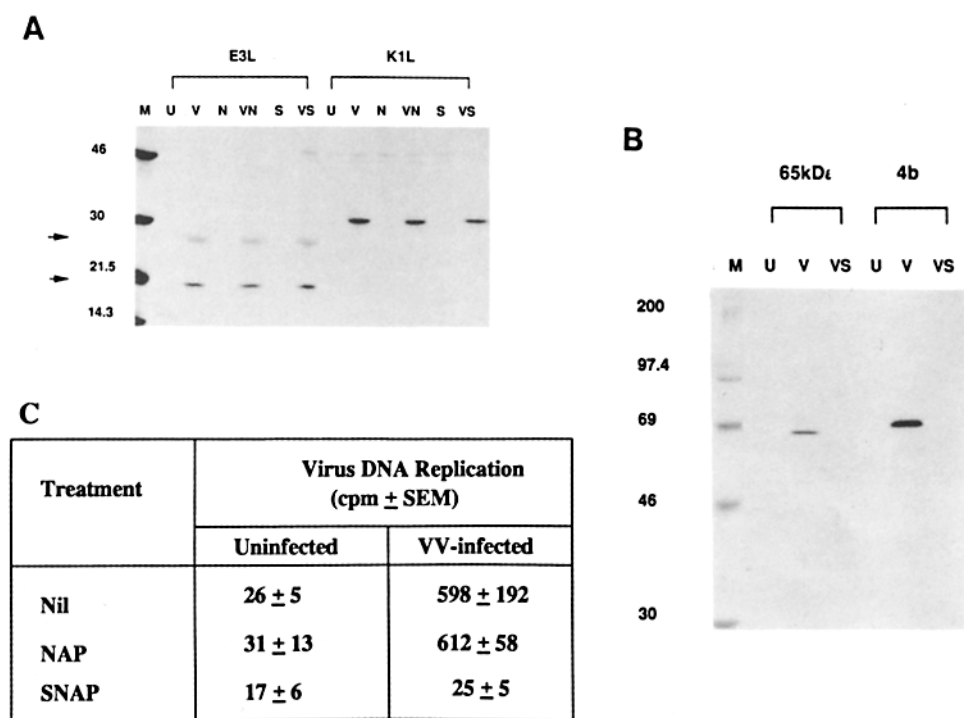 A
E3L K1L
M U V N VN S VS U V N VN S VS
46
30
21.5
14.3
B
65kDa 4b
M U V VS U V VS
200
97.4
69
46
30
C
Treatment
Virus DNA Replication
(cpm ± SEM)
Uninfected VV-infected
Nil 26 ± 5 598 ± 192
NAP 31 ± 13 612 ± 58
SNAP 17 ± 6 25 ± 5